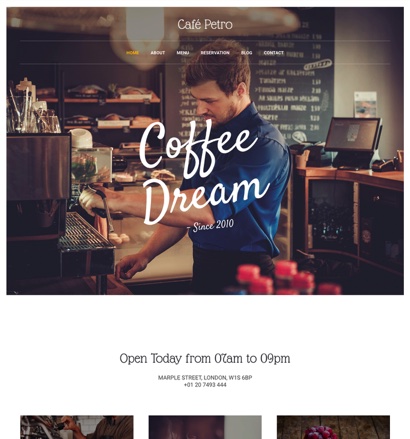 Café Petro
HOME ABOUT MENU RESERVATION BLOG CONTACT
Coffee
Dream
- Since 2010
Open Today from 07am to 09pm
MARPLE STREET, LONDON, W1S 6BP
+01 20 7493 444